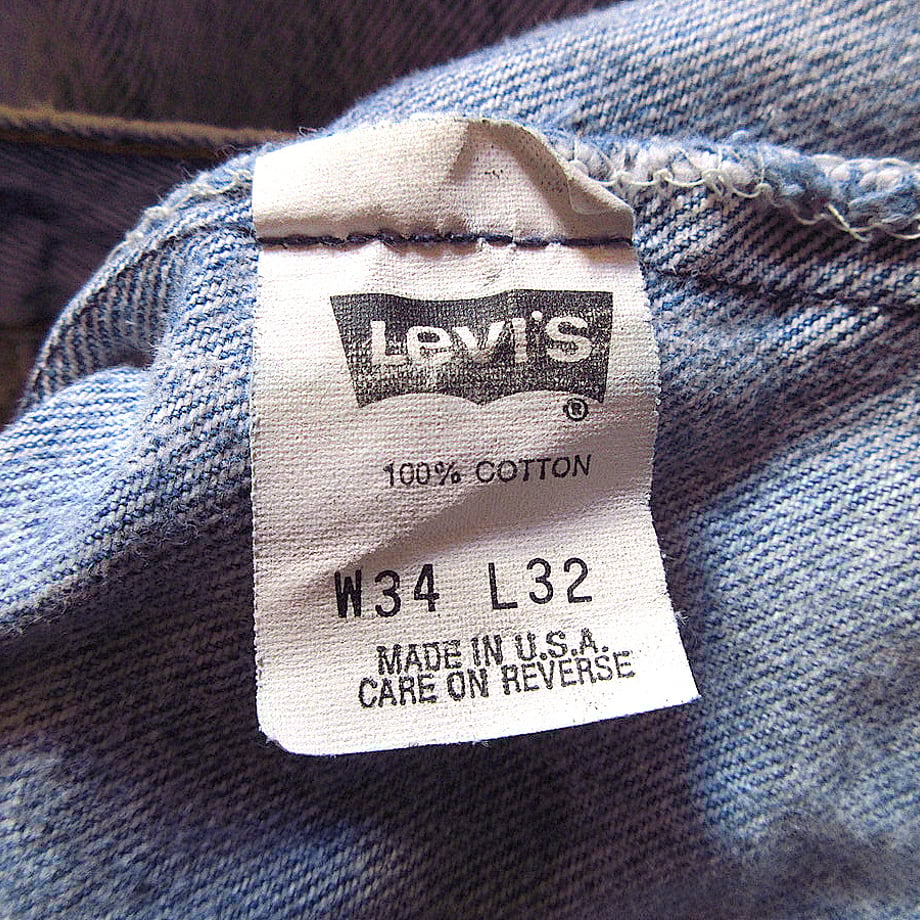 Levi's
®
100% COTTON
W34 L32
MADE IN U.S.A.
CARE ON REVERSE